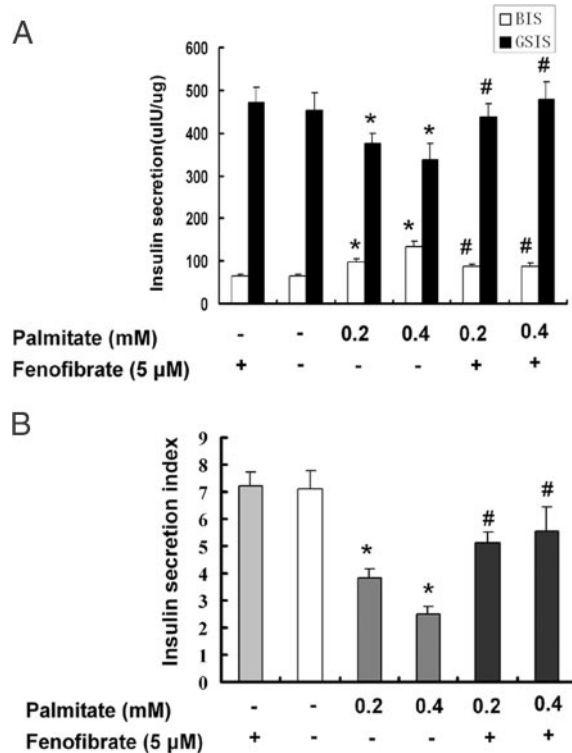 A
BIS
GSIS
Insulin secretion(uIU/ug)
600
500
400
300
200
100
0
* * * * # # # #
Palmitate (mM) - - 0.2 0.4 0.2 0.4
Fenofibrate (5 μM) + - - - + +
B
Insulin secretion index
9
8
7
6
5
4
3
2
1
0
* * # #
Palmitate (mM) - - 0.2 0.4 0.2 0.4
Fenofibrate (5 μM) + - - - + +